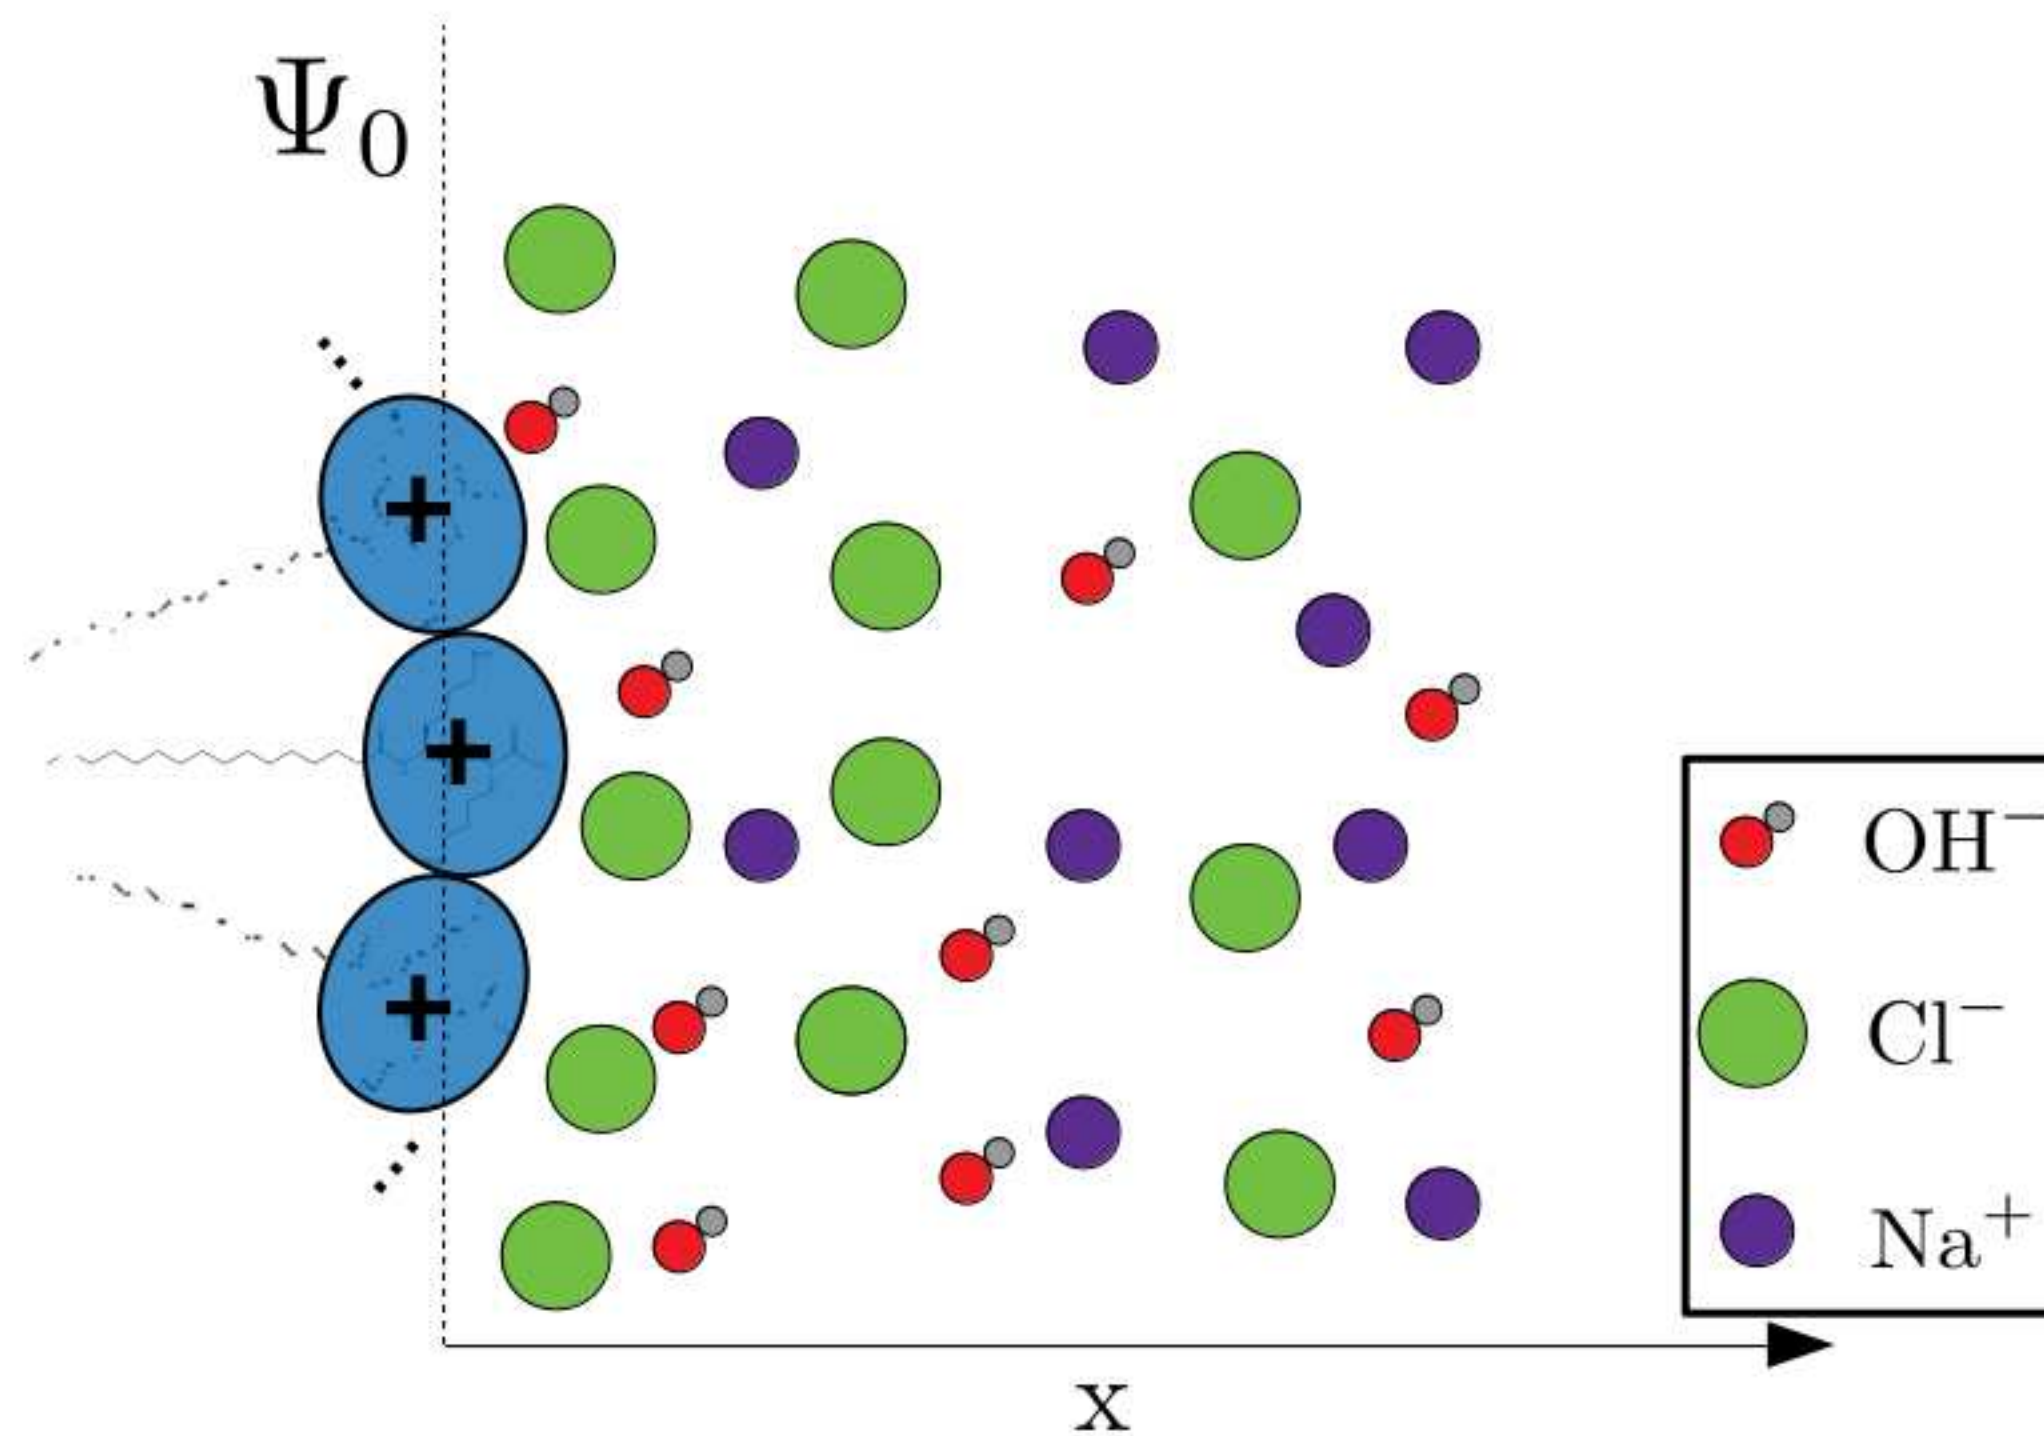 Ψ₀
+
+
+
OH⁻
Cl⁻
Na⁺
x